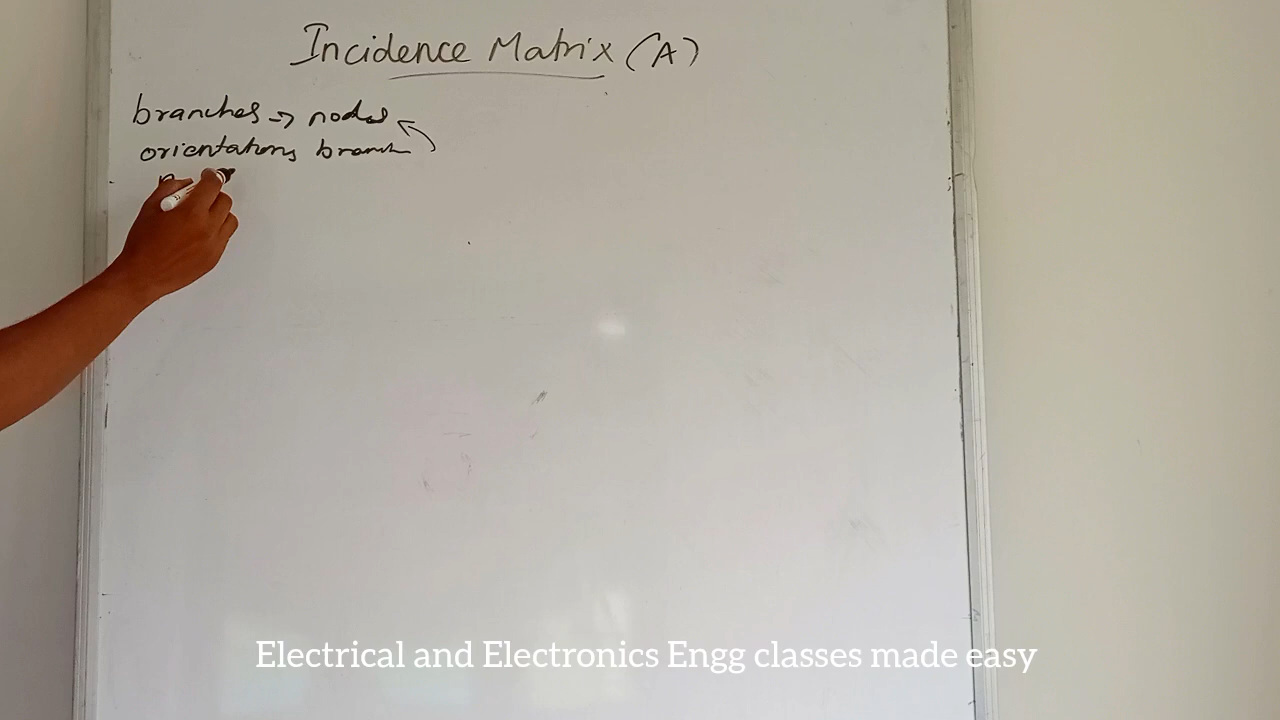 Incidence Matrix (A)
branches → nodes
orientations branch
n
Electrical and Electronics Engg classes made easy